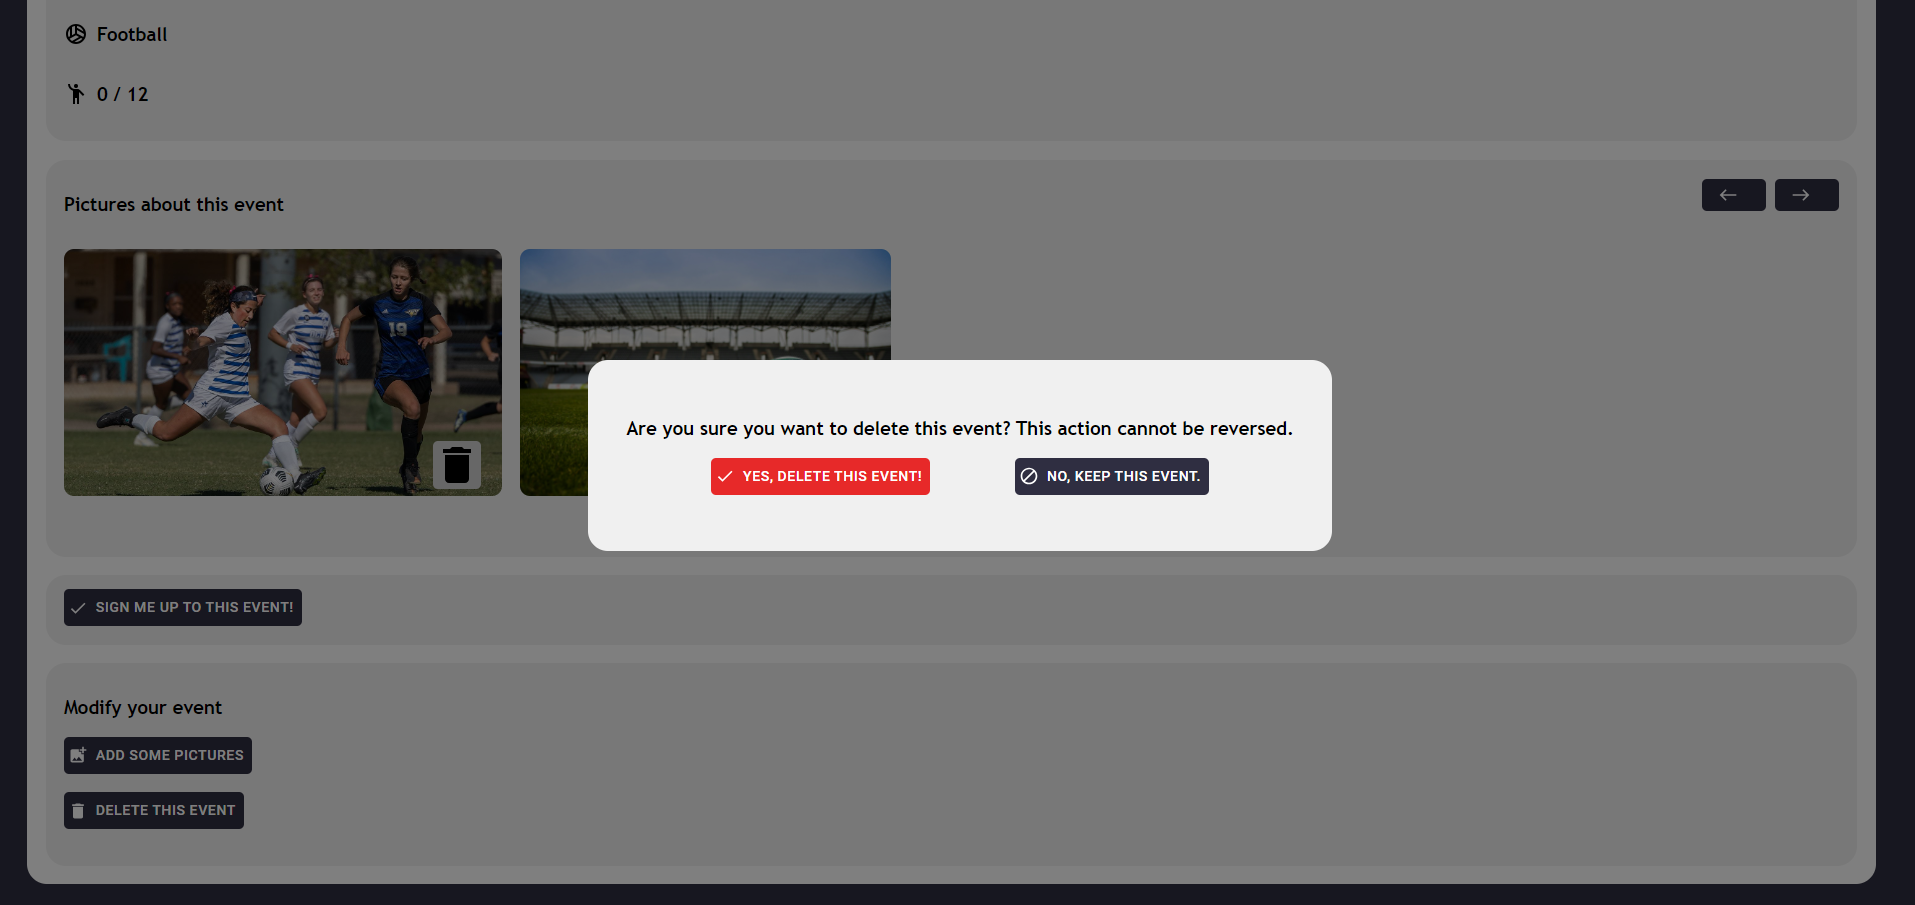 Football
0 / 12
Pictures about this event
19
Are you sure you want to delete this event? This action cannot be reversed.
YES, DELETE THIS EVENT!
NO, KEEP THIS EVENT.
SIGN ME UP TO THIS EVENT!
Modify your event
ADD SOME PICTURES
DELETE THIS EVENT